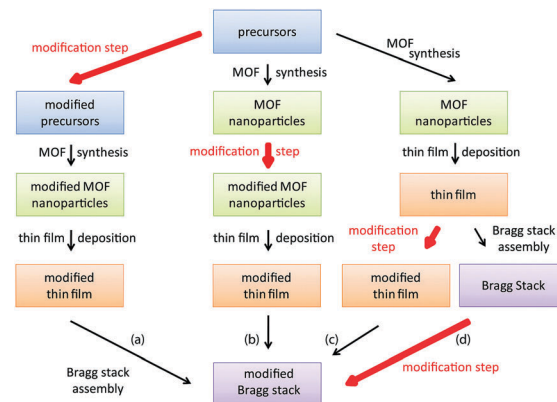 precursors
modification step
MOF synthesis
MOF
synthesis
modified
precursors
MOF
nanoparticles
MOF
nanoparticles
MOF synthesis
modification step
thin film deposition
modified MOF
nanoparticles
modified MOF
nanoparticles
thin film
thin film deposition
thin film deposition
modification
step
Bragg stack
assembly
modified
thin film
modified
thin film
modified
thin film
Bragg Stack
(a)
(b)
(c)
(d)
Bragg stack
assembly
modified
Bragg stack
modification step